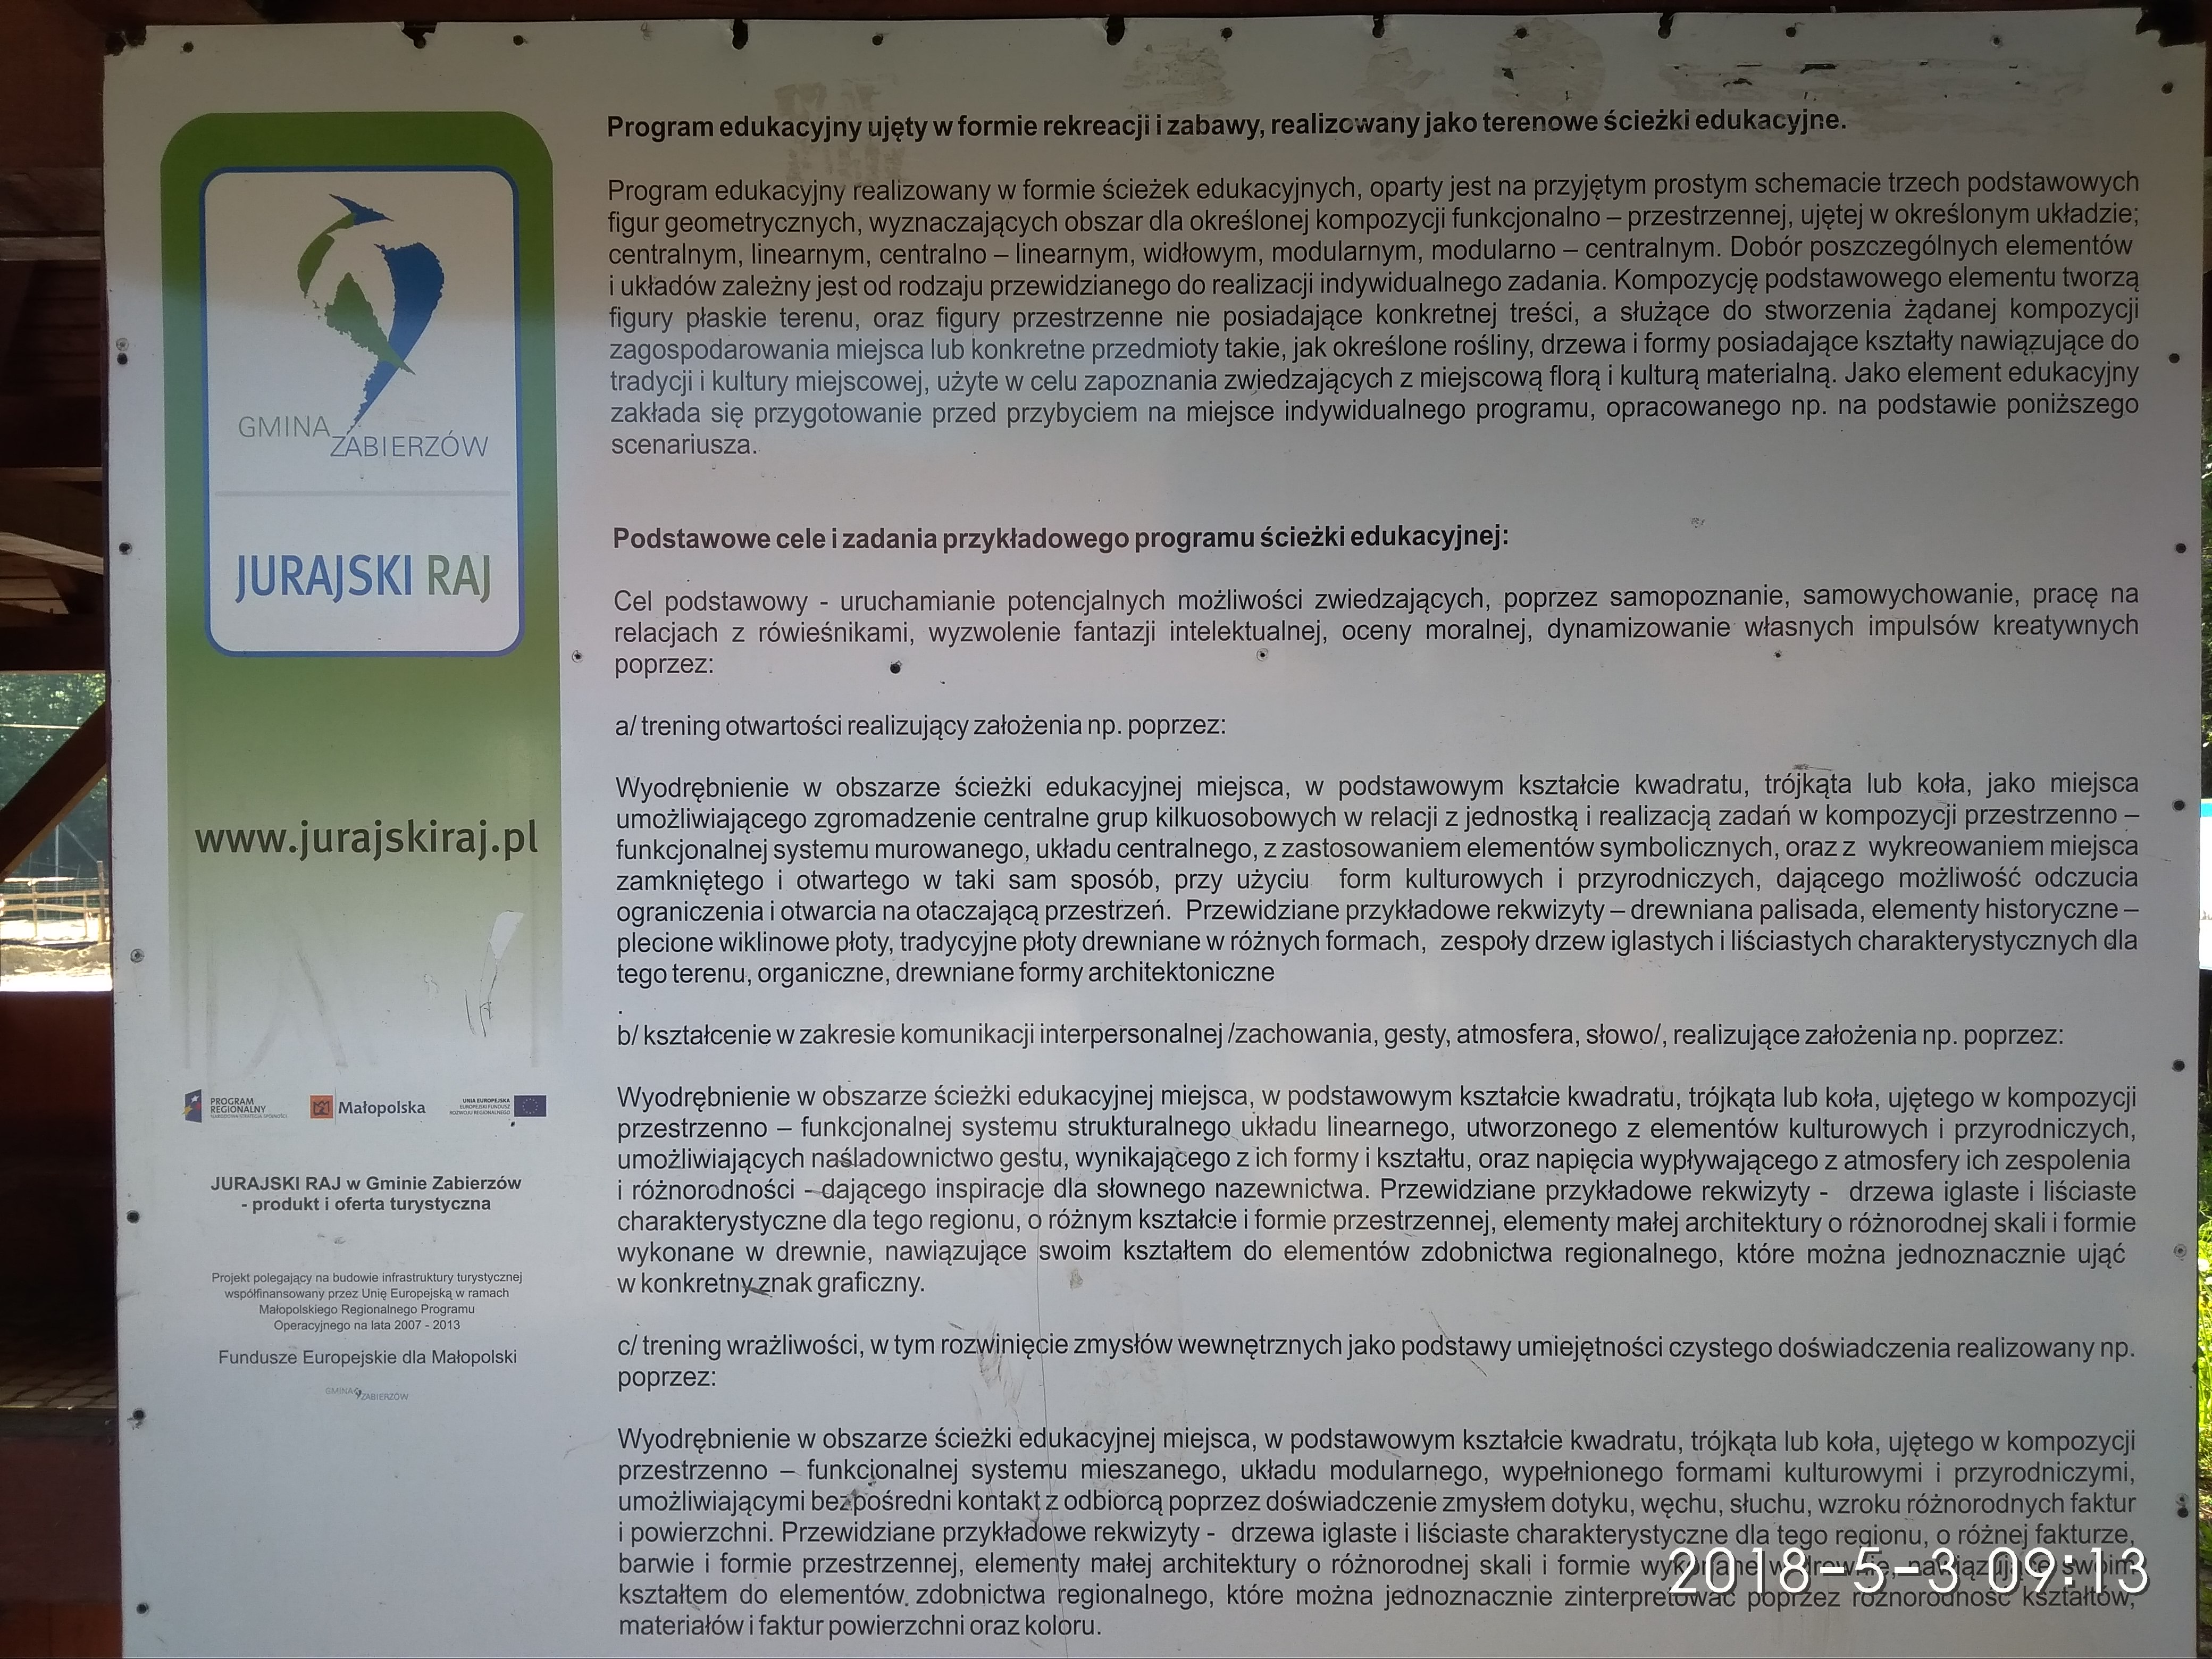 GMINA
ZABIERZÓW
JURAJSKI RAJ
www.jurajskiraj.pl
PROGRAM
REGIONALNY
NARODOWA STRATEGIA SPÓJNOŚCI
Małopolska
UNIA EUROPEJSKA
EUROPEJSKI FUNDUSZ
ROZWOJU REGIONALNEGO
JURAJSKI RAJ w Gminie Zabierzów
- produkt i oferta turystyczna
Projekt polegający na budowie infrastruktury turystycznej
współfinansowany przez Unię Europejską w ramach
Małopolskiego Regionalnego Programu
Operacyjnego na lata 2007 - 2013
Fundusze Europejskie dla Małopolski
GMINA ZABIERZÓW
Program edukacyjny ujęty w formie rekreacji i zabawy, realizowany jako terenowe ścieżki edukacyjne.
Program edukacyjny realizowany w formie ścieżek edukacyjnych, oparty jest na przyjętym prostym schemacie trzech podstawowych
figur geometrycznych, wyznaczających obszar dla określonej kompozycji funkcjonalno – przestrzennej, ujętej w określonym układzie;
centralnym, linearnym, centralno – linearnym, widłowym, modularnym, modularno – centralnym. Dobór poszczególnych elementów
i układów zależny jest od rodzaju przewidzianego do realizacji indywidualnego zadania. Kompozycję podstawowego elementu tworzą
figury płaskie terenu, oraz figury przestrzenne nie posiadające konkretnej treści, a służące do stworzenia żądanej kompozycji
zagospodarowania miejsca lub konkretne przedmioty takie, jak określone rośliny, drzewa i formy posiadające kształty nawiązujące do
tradycji i kultury miejscowej, użyte w celu zapoznania zwiedzających z miejscową florą i kulturą materialną. Jako element edukacyjny
zakłada się przygotowanie przed przybyciem na miejsce indywidualnego programu, opracowanego np. na podstawie poniższego
scenariusza.
Podstawowe cele i zadania przykładowego programu ścieżki edukacyjnej:
Cel podstawowy - uruchamianie potencjalnych możliwości zwiedzających, poprzez samopoznanie, samowychowanie, pracę na
relacjach z rówieśnikami, wyzwolenie fantazji intelektualnej, oceny moralnej, dynamizowanie własnych impulsów kreatywnych
poprzez:
a/ trening otwartości realizujący założenia np. poprzez:
Wyodrębnienie w obszarze ścieżki edukacyjnej miejsca, w podstawowym kształcie kwadratu, trójkąta lub koła, jako miejsca
umożliwiającego zgromadzenie centralne grup kilkuosobowych w relacji z jednostką i realizacją zadań w kompozycji przestrzenno –
funkcjonalnej systemu murowanego, układu centralnego, z zastosowaniem elementów symbolicznych, oraz z wykreowaniem miejsca
zamkniętego i otwartego w taki sam sposób, przy użyciu form kulturowych i przyrodniczych, dającego możliwość odczucia
ograniczenia i otwarcia na otaczającą przestrzeń. Przewidziane przykładowe rekwizyty – drewniana palisada, elementy historyczne –
plecione wiklinowe płoty, tradycyjne płoty drewniane w różnych formach, zespoły drzew iglastych i liściastych charakterystycznych dla
tego terenu, organiczne, drewniane formy architektoniczne
.
b/ kształcenie w zakresie komunikacji interpersonalnej /zachowania, gesty, atmosfera, słowo/, realizujące założenia np. poprzez:
Wyodrębnienie w obszarze ścieżki edukacyjnej miejsca, w podstawowym kształcie kwadratu, trójkąta lub koła, ujętego w kompozycji
przestrzenno – funkcjonalnej systemu strukturalnego układu linearnego, utworzonego z elementów kulturowych i przyrodniczych,
umożliwiających naśladownictwo gestu, wynikającego z ich formy i kształtu, oraz napięcia wypływającego z atmosfery ich zespolenia
i różnorodności - dającego inspiracje dla słownego nazewnictwa. Przewidziane przykładowe rekwizyty - drzewa iglaste i liściaste
charakterystyczne dla tego regionu, o różnym kształcie i formie przestrzennej, elementy małej architektury o różnorodnej skali i formie
wykonane w drewnie, nawiązujące swoim kształtem do elementów zdobnictwa regionalnego, które można jednoznacznie ująć
w konkretny znak graficzny.
c/ trening wrażliwości, w tym rozwinięcie zmysłów wewnętrznych jako podstawy umiejętności czystego doświadczenia realizowany np.
poprzez:
Wyodrębnienie w obszarze ścieżki edukacyjnej miejsca, w podstawowym kształcie kwadratu, trójkąta lub koła, ujętego w kompozycji
przestrzenno – funkcjonalnej systemu mieszanego, układu modularnego, wypełnionego formami kulturowymi i przyrodniczymi,
umożliwiającymi bezpośredni kontakt z odbiorcą poprzez doświadczenie zmysłem dotyku, węchu, słuchu, wzroku różnorodnych faktur
i powierzchni. Przewidziane przykładowe rekwizyty - drzewa iglaste i liściaste charakterystyczne dla tego regionu, o różnej fakturze,
barwie i formie przestrzennej, elementy małej architektury o różnorodnej skali i formie wykonane w drewnie, nawiązujące swoim
kształtem do elementów zdobnictwa regionalnego, które można jednoznacznie zinterpretować poprzez różnorodność kształtów,
materiałów i faktur powierzchni oraz koloru.
2018-5-3 09:13